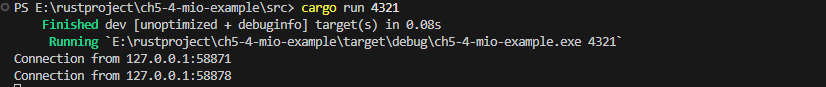 PS E:\rustproject\ch5-4-mio-example\src> cargo run 4321
Finished dev [unoptimized + debuginfo] target(s) in 0.08s
Running `E:\rustproject\ch5-4-mio-example\target\debug\ch5-4-mio-example.exe 4321`
Connection from 127.0.0.1:58871
Connection from 127.0.0.1:58878